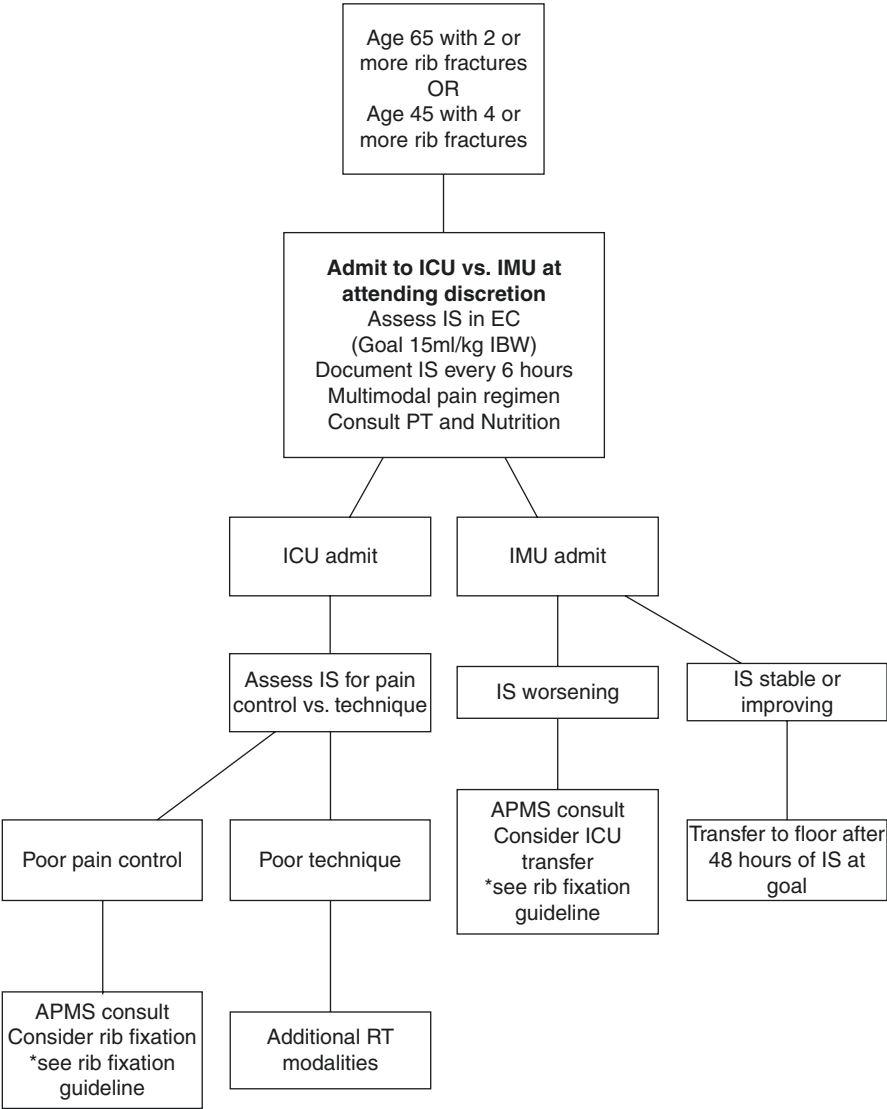 Age 65 with 2 or
more rib fractures
OR
Age 45 with 4 or
more rib fractures
Admit to ICU vs. IMU at
attending discretion
Assess IS in EC
(Goal 15ml/kg IBW)
Document IS every 6 hours
Multimodal pain regimen
Consult PT and Nutrition
ICU admit
IMU admit
Assess IS for pain
control vs. technique
IS worsening
IS stable or
improving
Poor pain control
Poor technique
APMS consult
Consider ICU
transfer
*see rib fixation
guideline
Transfer to floor after
48 hours of IS at
goal
APMS consult
Consider rib fixation
*see rib fixation
guideline
Additional RT
modalities